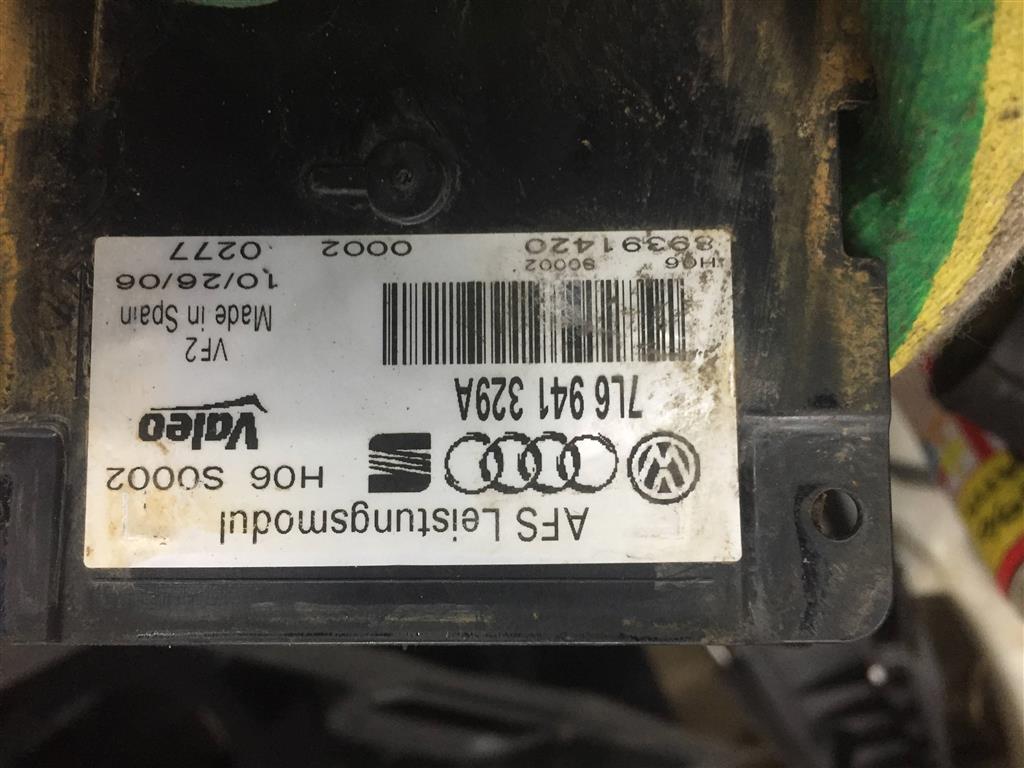 AFS Leistungsmodul
H06 S0002
Valeo
7L6 941 329A
VF2
Made in Spain
10/26/06
0277
H06 S0002
89391420 0002